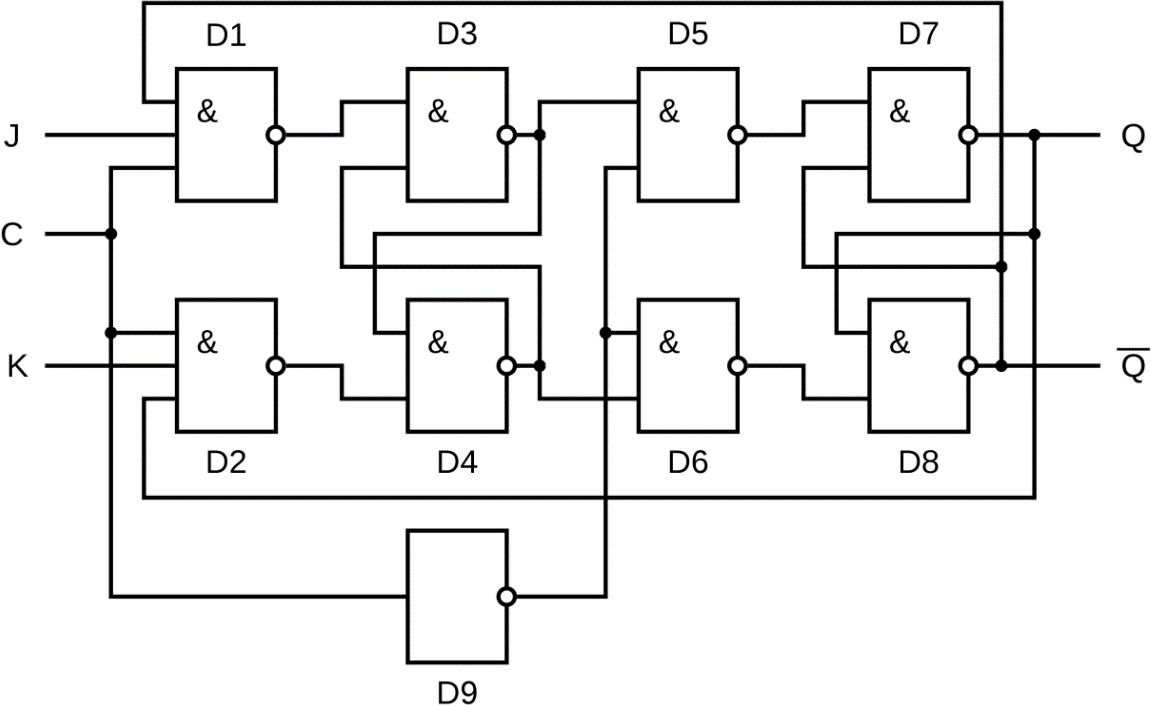 D1 D3 D5 D7
& & & &
J Q
C
& & & &
K Q̅
D2 D4 D6 D8
D9